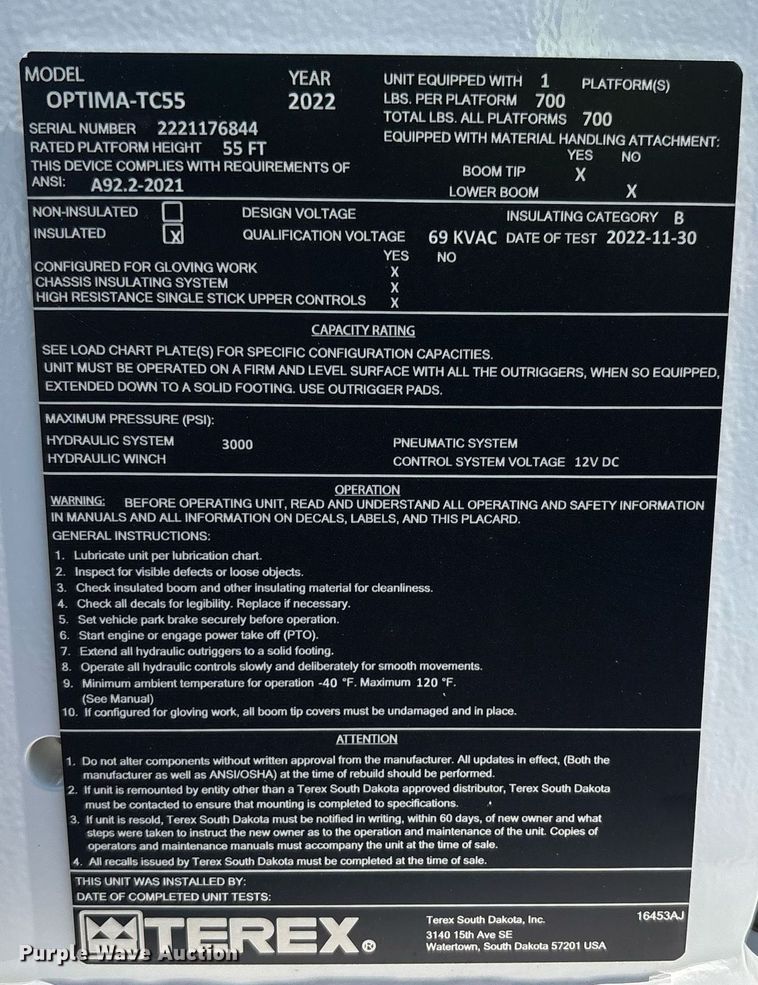 MODEL YEAR UNIT EQUIPPED WITH 1 PLATFORM(S)
OPTIMA-TC55 2022 LBS. PER PLATFORM 700
TOTAL LBS. ALL PLATFORMS 700
SERIAL NUMBER 2221176844 EQUIPPED WITH MATERIAL HANDLING ATTACHMENT:
RATED PLATFORM HEIGHT 55 FT YES NO
THIS DEVICE COMPLIES WITH REQUIREMENTS OF BOOM TIP X
ANSI: A92.2-2021 LOWER BOOM X
NON-INSULATED DESIGN VOLTAGE INSULATING CATEGORY B
INSULATED X QUALIFICATION VOLTAGE 69 KVAC DATE OF TEST 2022-11-30
YES NO
CONFIGURED FOR GLOVING WORK X
CHASSIS INSULATING SYSTEM X
HIGH RESISTANCE SINGLE STICK UPPER CONTROLS X
CAPACITY RATING
SEE LOAD CHART PLATE(S) FOR SPECIFIC CONFIGURATION CAPACITIES.
UNIT MUST BE OPERATED ON A FIRM AND LEVEL SURFACE WITH ALL THE OUTRIGGERS, WHEN SO EQUIPPED,
EXTENDED DOWN TO A SOLID FOOTING. USE OUTRIGGER PADS.
MAXIMUM PRESSURE (PSI):
HYDRAULIC SYSTEM 3000 PNEUMATIC SYSTEM
HYDRAULIC WINCH CONTROL SYSTEM VOLTAGE 12V DC
OPERATION
WARNING: BEFORE OPERATING UNIT, READ AND UNDERSTAND ALL OPERATING AND SAFETY INFORMATION
IN MANUALS AND ALL INFORMATION ON DECALS, LABELS, AND THIS PLACARD.
GENERAL INSTRUCTIONS:
1. Lubricate unit per lubrication chart.
2. Inspect for visible defects or loose objects.
3. Check insulated boom and other insulating material for cleanliness.
4. Check all decals for legibility. Replace if necessary.
5. Set vehicle park brake securely before operation.
6. Start engine or engage power take off (PTO).
7. Extend all hydraulic outriggers to a solid footing.
8. Operate all hydraulic controls slowly and deliberately for smooth movements.
9. Minimum ambient temperature for operation -40 °F. Maximum 120 °F.
(See Manual)
10. If configured for gloving work, all boom tip covers must be undamaged and in place.
ATTENTION
1. Do not alter components without written approval from the manufacturer. All updates in effect, (Both the
manufacturer as well as ANSI/OSHA) at the time of rebuild should be performed.
2. If unit is remounted by entity other than a Terex South Dakota approved distributor, Terex South Dakota
must be contacted to ensure that mounting is completed to specifications.
3. If unit is resold, Terex South Dakota must be notified in writing, within 60 days, of new owner and what
steps were taken to instruct the new owner as to the operation and maintenance of the unit. Copies of
operators and maintenance manuals must accompany the unit at the time of sale.
4. All recalls issued by Terex South Dakota must be completed at the time of sale.
THIS UNIT WAS INSTALLED BY:
DATE OF COMPLETED UNIT TESTS:
TEREX®
Terex South Dakota, Inc. 16453AJ
3140 15th Ave SE
Watertown, South Dakota 57201 USA
Purple Wave Auction